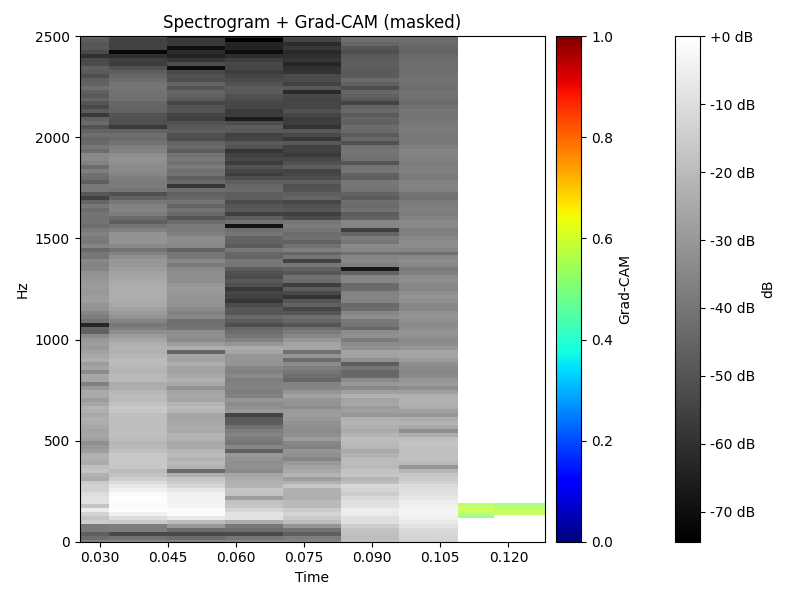 Spectrogram + Grad-CAM (masked)
2500
2000
1500
1000
500
0
Hz
0.030 0.045 0.060 0.075 0.090 0.105 0.120
Time
1.0
0.8
0.6
0.4
0.2
0.0
Grad-CAM
+0 dB
-10 dB
-20 dB
-30 dB
-40 dB
-50 dB
-60 dB
-70 dB
dB